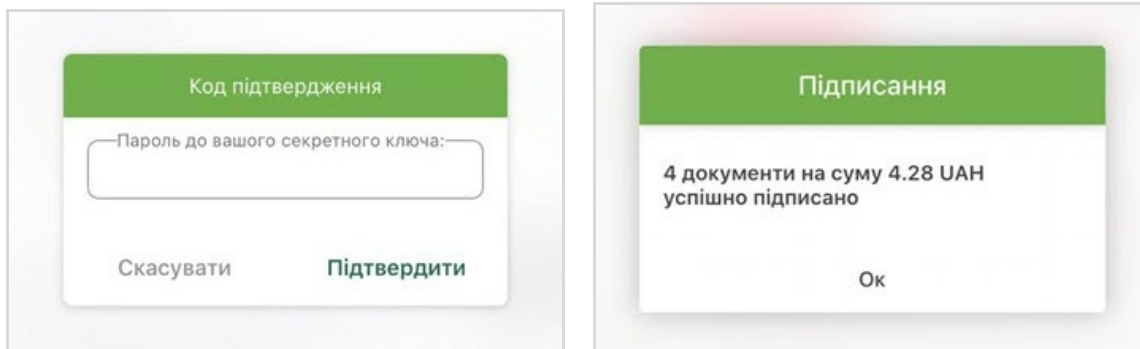 Код підтвердження
Пароль до вашого секретного ключа:
Скасувати Підтвердити
Підписання
4 документи на суму 4.28 UAH
успішно підписано
Ок